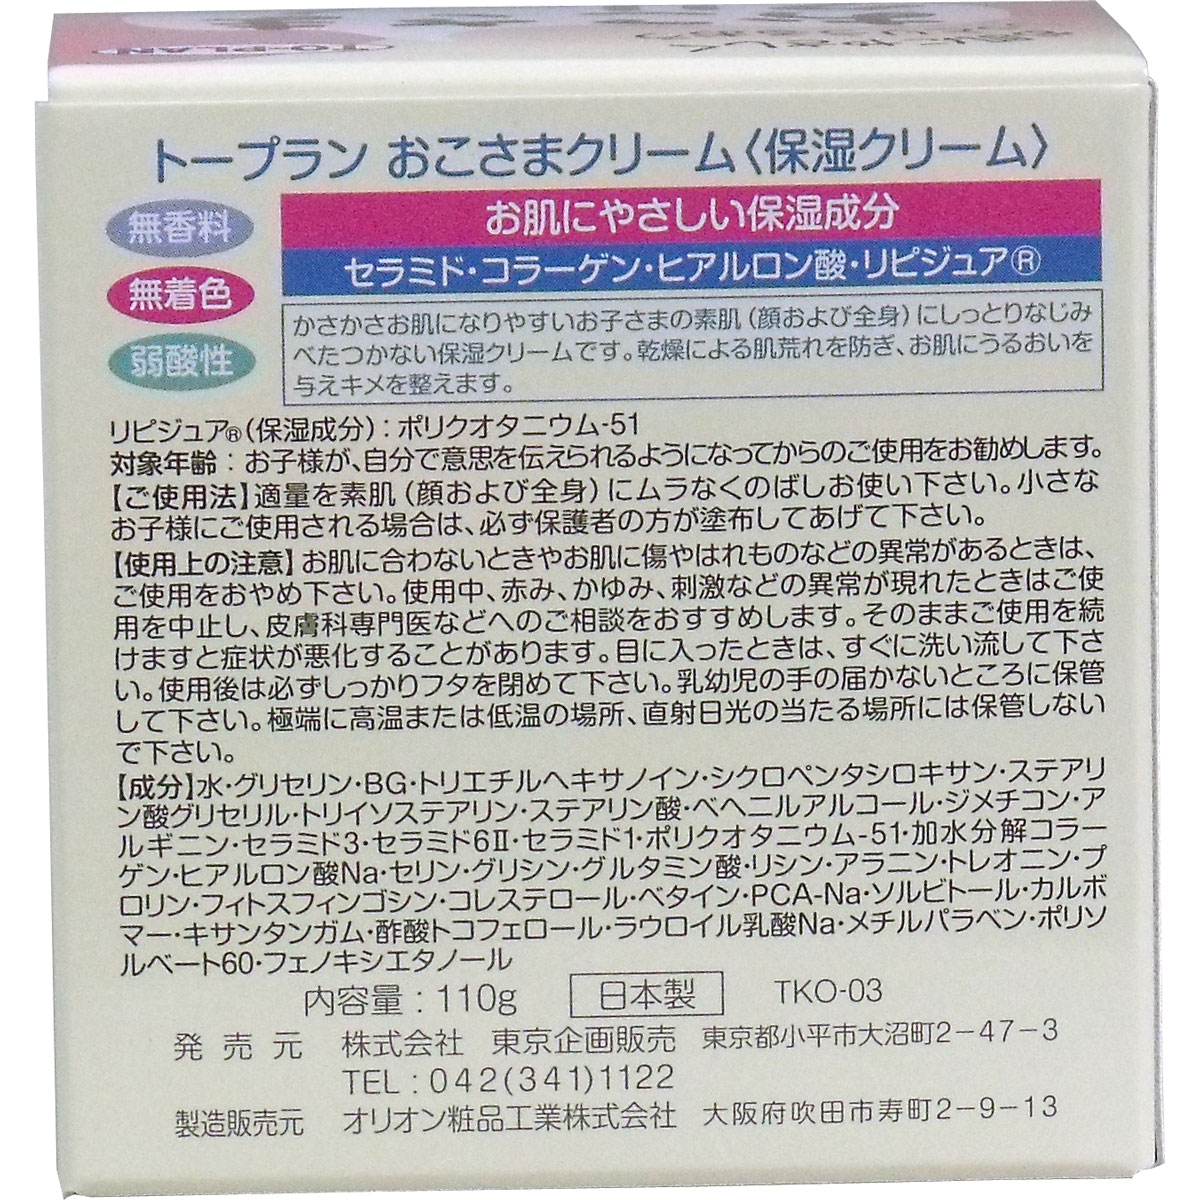 TO-PLAN
トープラン おこさまクリーム〈保湿クリーム〉
無香料
無着色
弱酸性
お肌にやさしい保湿成分
セラミド・コラーゲン・ヒアルロン酸・リピジュア®
かさかさお肌になりやすいお子さまの素肌（顔および全身）にしっとりなじみ
べたつかない保湿クリームです。乾燥による肌荒れを防ぎ、お肌にうるおいを
与えキメを整えます。
リピジュア®（保湿成分）：ポリクオタニウム-51
対象年齢：お子様が、自分で意思を伝えられるようになってからのご使用をお勧めします。
【ご使用法】適量を素肌（顔および全身）にムラなくのばしお使い下さい。小さな
お子様にご使用される場合は、必ず保護者の方が塗布してあげて下さい。
【使用上の注意】お肌に合わないときやお肌に傷やはれものなどの異常があるときは、
ご使用をおやめ下さい。使用中、赤み、かゆみ、刺激などの異常が現れたときはご使
用を中止し、皮膚科専門医などへのご相談をおすすめします。そのままご使用を続
けますと症状が悪化することがあります。目に入ったときは、すぐに洗い流して下さ
い。使用後は必ずしっかりフタを閉めて下さい。乳幼児の手の届かないところに保管
して下さい。極端に高温または低温の場所、直射日光の当たる場所には保管しない
で下さい。
【成分】水・グリセリン・BG・トリエチルヘキサノイン・シクロペンタシロキサン・ステアリ
ン酸グリセリル・トリイソステアリン・ステアリン酸・ベヘニルアルコール・ジメチコン・ア
ルギニン・セラミド3・セラミド6Ⅱ・セラミド1・ポリクオタニウム-51・加水分解コラー
ゲン・ヒアルロン酸Na・セリン・グリシン・グルタミン酸・リシン・アラニン・トレオニン・プ
ロリン・フィトスフィンゴシン・コレステロール・ベタイン・PCA-Na・ソルビトール・カルボ
マー・キサンタンガム・酢酸トコフェロール・ラウロイル乳酸Na・メチルパラベン・ポリソ
ルベート60・フェノキシエタノール
内容量：110g 日本製 TKO-03
発売元 株式会社 東京企画販売 東京都小平市大沼町2-47-3
TEL：042(341)1122
製造販売元 オリオン粧品工業株式会社 大阪府吹田市寿町2-9-13